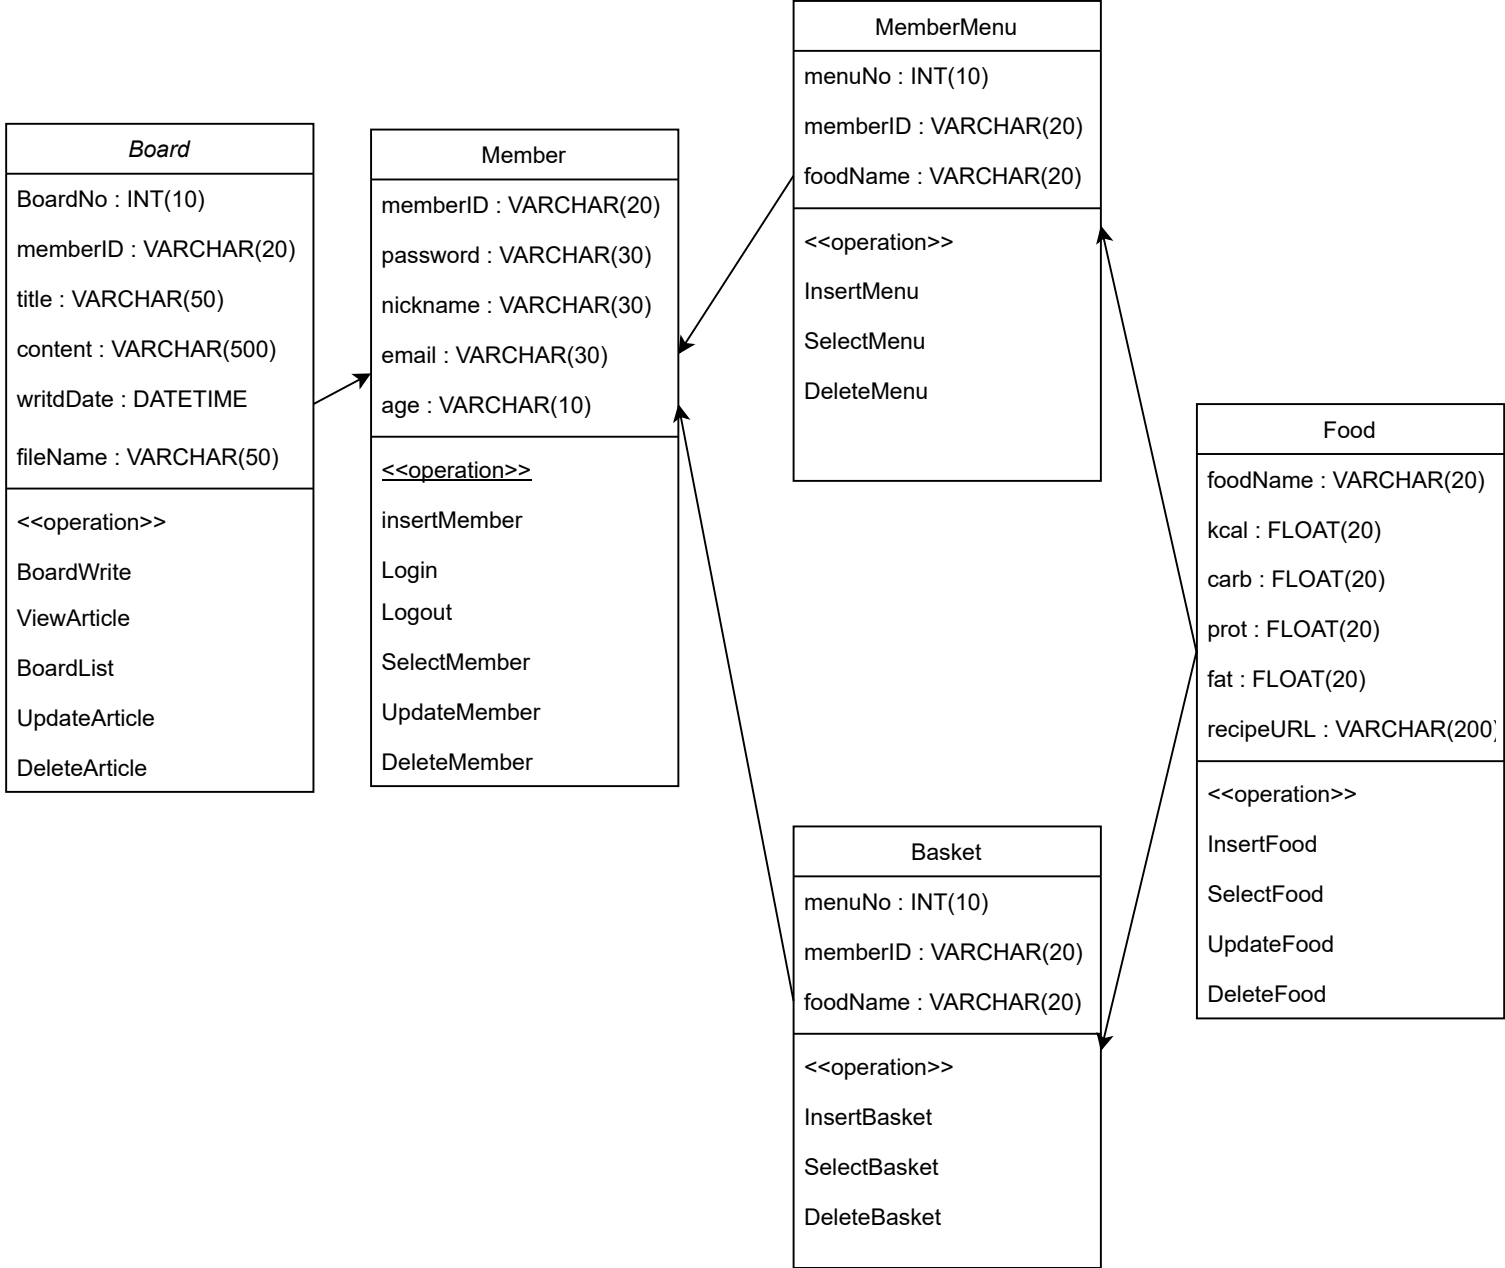 Board
BoardNo : INT(10)
memberID : VARCHAR(20)
title : VARCHAR(50)
content : VARCHAR(500)
writdDate : DATETIME
fileName : VARCHAR(50)
<<operation>>
BoardWrite
ViewArticle
BoardList
UpdateArticle
DeleteArticle
Member
memberID : VARCHAR(20)
password : VARCHAR(30)
nickname : VARCHAR(30)
email : VARCHAR(30)
age : VARCHAR(10)
<<operation>>
insertMember
Login
Logout
SelectMember
UpdateMember
DeleteMember
MemberMenu
menuNo : INT(10)
memberID : VARCHAR(20)
foodName : VARCHAR(20)
<<operation>>
InsertMenu
SelectMenu
DeleteMenu
Basket
menuNo : INT(10)
memberID : VARCHAR(20)
foodName : VARCHAR(20)
<<operation>>
InsertBasket
SelectBasket
DeleteBasket
Food
foodName : VARCHAR(20)
kcal : FLOAT(20)
carb : FLOAT(20)
prot : FLOAT(20)
fat : FLOAT(20)
recipeURL : VARCHAR(200)
<<operation>>
InsertFood
SelectFood
UpdateFood
DeleteFood